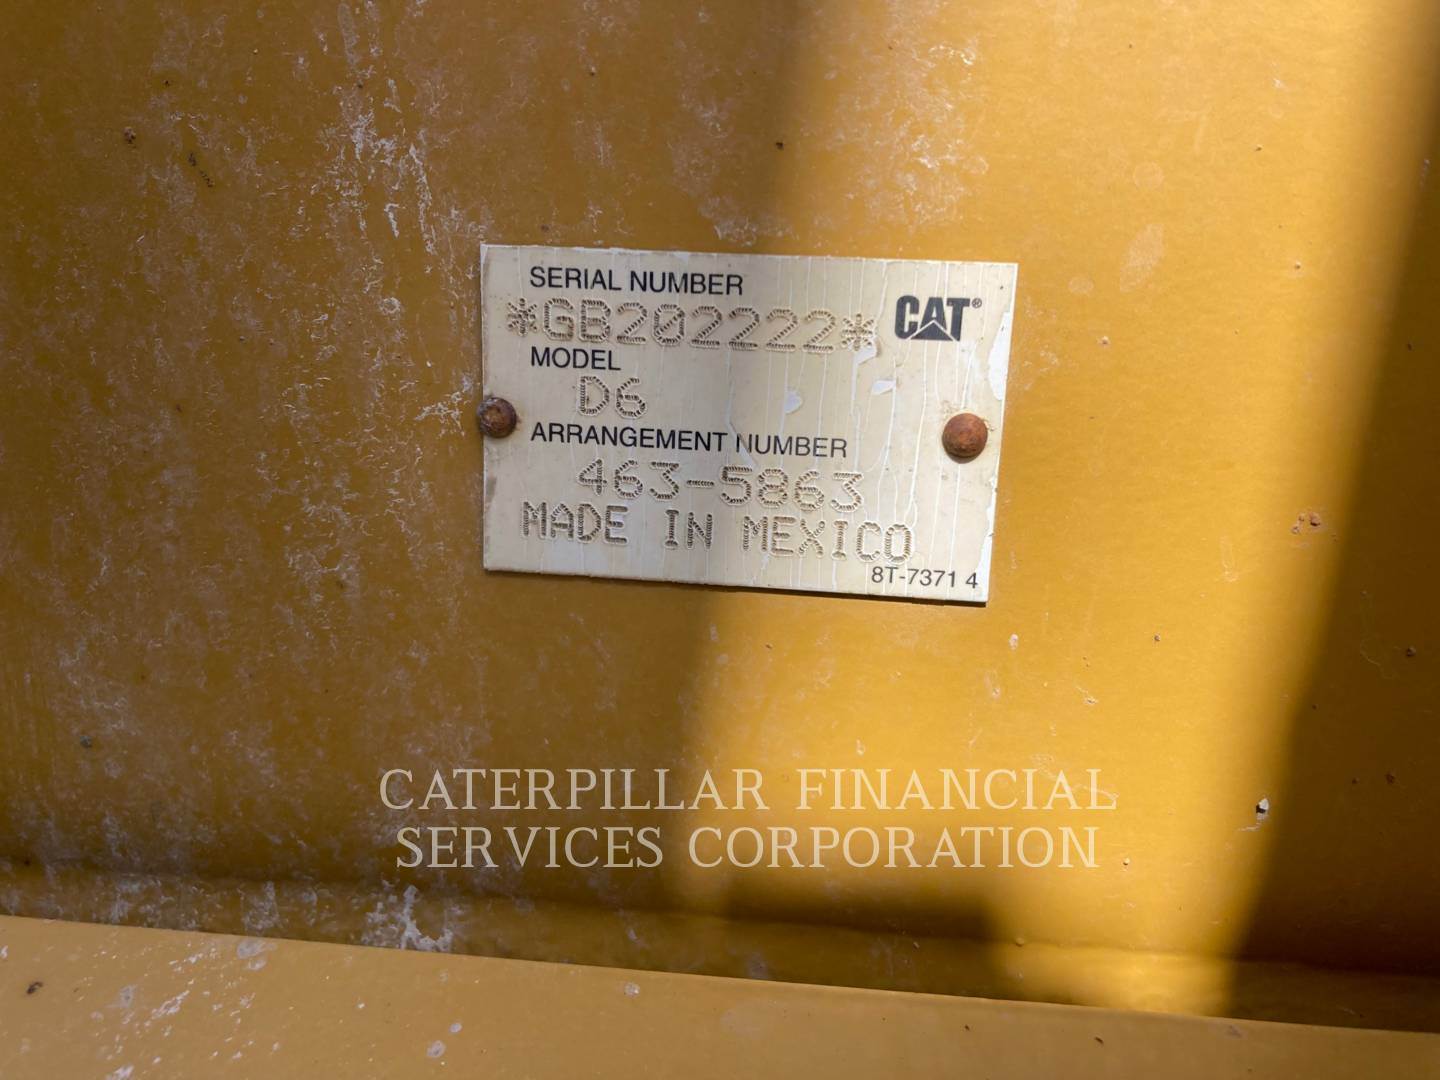 SERIAL NUMBER
*GB202222*
CAT®
MODEL
D6
ARRANGEMENT NUMBER
463-5863
MADE IN MEXICO
8T-7371 4
CATERPILLAR FINANCIAL
SERVICES CORPORATION